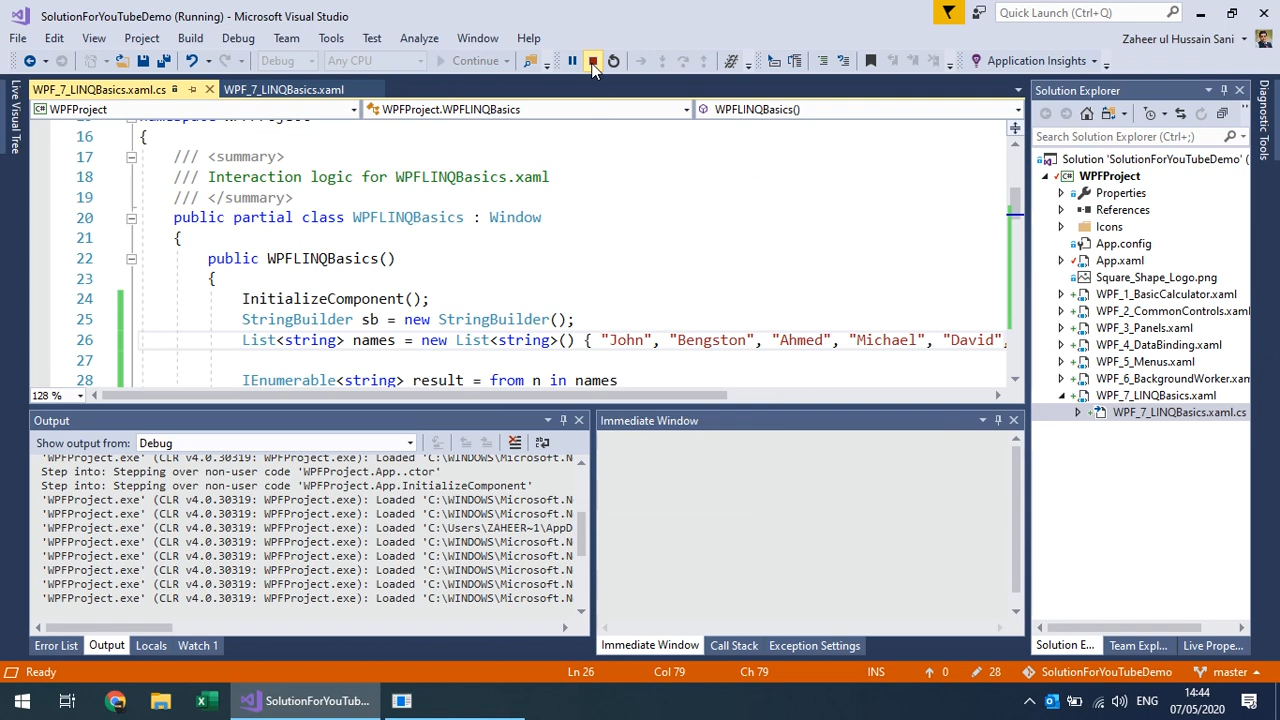 SolutionForYouTubeDemo (Running) - Microsoft Visual Studio
Quick Launch (Ctrl+Q)
File Edit View Project Build Debug Team Tools Test Analyze Window Help
Zaheer ul Hussain Sani
Debug Any CPU Continue Application Insights
Live Visual Tree
WPF_7_LINQBasics.xaml.cs WPF_7_LINQBasics.xaml
WPFProject WPFProject.WPFLINQBasics WPFLINQBasics()
16 {
17 /// <summary>
18 /// Interaction logic for WPFLINQBasics.xaml
19 /// </summary>
20 public partial class WPFLINQBasics : Window
21 {
22 public WPFLINQBasics()
23 {
24 InitializeComponent();
25 StringBuilder sb = new StringBuilder();
26 List<string> names = new List<string>() { "John", "Bengston", "Ahmed", "Michael", "David",
27
28 IEnumerable<string> result = from n in names
128 %
Output
Show output from: Debug
'WPFProject.exe' (CLR v4.0.30319: WPFProject.exe): Loaded 'C:\WINDOWS\Microsoft.N
Step into: Stepping over non-user code 'WPFProject.App..ctor'
Step into: Stepping over non-user code 'WPFProject.App.InitializeComponent'
'WPFProject.exe' (CLR v4.0.30319: WPFProject.exe): Loaded 'C:\WINDOWS\Microsoft.N
'WPFProject.exe' (CLR v4.0.30319: WPFProject.exe): Loaded 'C:\WINDOWS\Microsoft.N
'WPFProject.exe' (CLR v4.0.30319: WPFProject.exe): Loaded 'C:\Users\ZAHEER~1\AppD
'WPFProject.exe' (CLR v4.0.30319: WPFProject.exe): Loaded 'C:\WINDOWS\Microsoft.N
'WPFProject.exe' (CLR v4.0.30319: WPFProject.exe): Loaded 'C:\WINDOWS\Microsoft.N
'WPFProject.exe' (CLR v4.0.30319: WPFProject.exe): Loaded 'C:\WINDOWS\Microsoft.N
'WPFProject.exe' (CLR v4.0.30319: WPFProject.exe): Loaded 'C:\WINDOWS\Microsoft.N
'WPFProject.exe' (CLR v4.0.30319: WPFProject.exe): Loaded 'C:\WINDOWS\Microsoft.N
Error List Output Locals Watch 1
Immediate Window
Immediate Window Call Stack Exception Settings
Solution Explorer
Search Solution Explorer (Ctrl+;)
Solution 'SolutionForYouTubeDemo' (
WPFProject
Properties
References
Icons
App.config
App.xaml
Square_Shape_Logo.png
WPF_1_BasicCalculator.xaml
WPF_2_CommonControls.xaml
WPF_3_Panels.xaml
WPF_4_DataBinding.xaml
WPF_5_Menus.xaml
WPF_6_BackgroundWorker.xam
WPF_7_LINQBasics.xaml
WPF_7_LINQBasics.xaml.cs
Solution E... Team Expl... Live Prope...
Diagnostic Tools
Ready Ln 26 Col 79 Ch 79 INS 0 28 SolutionForYouTubeDemo master
SolutionForYouTub...
ENG
14:44
07/05/2020